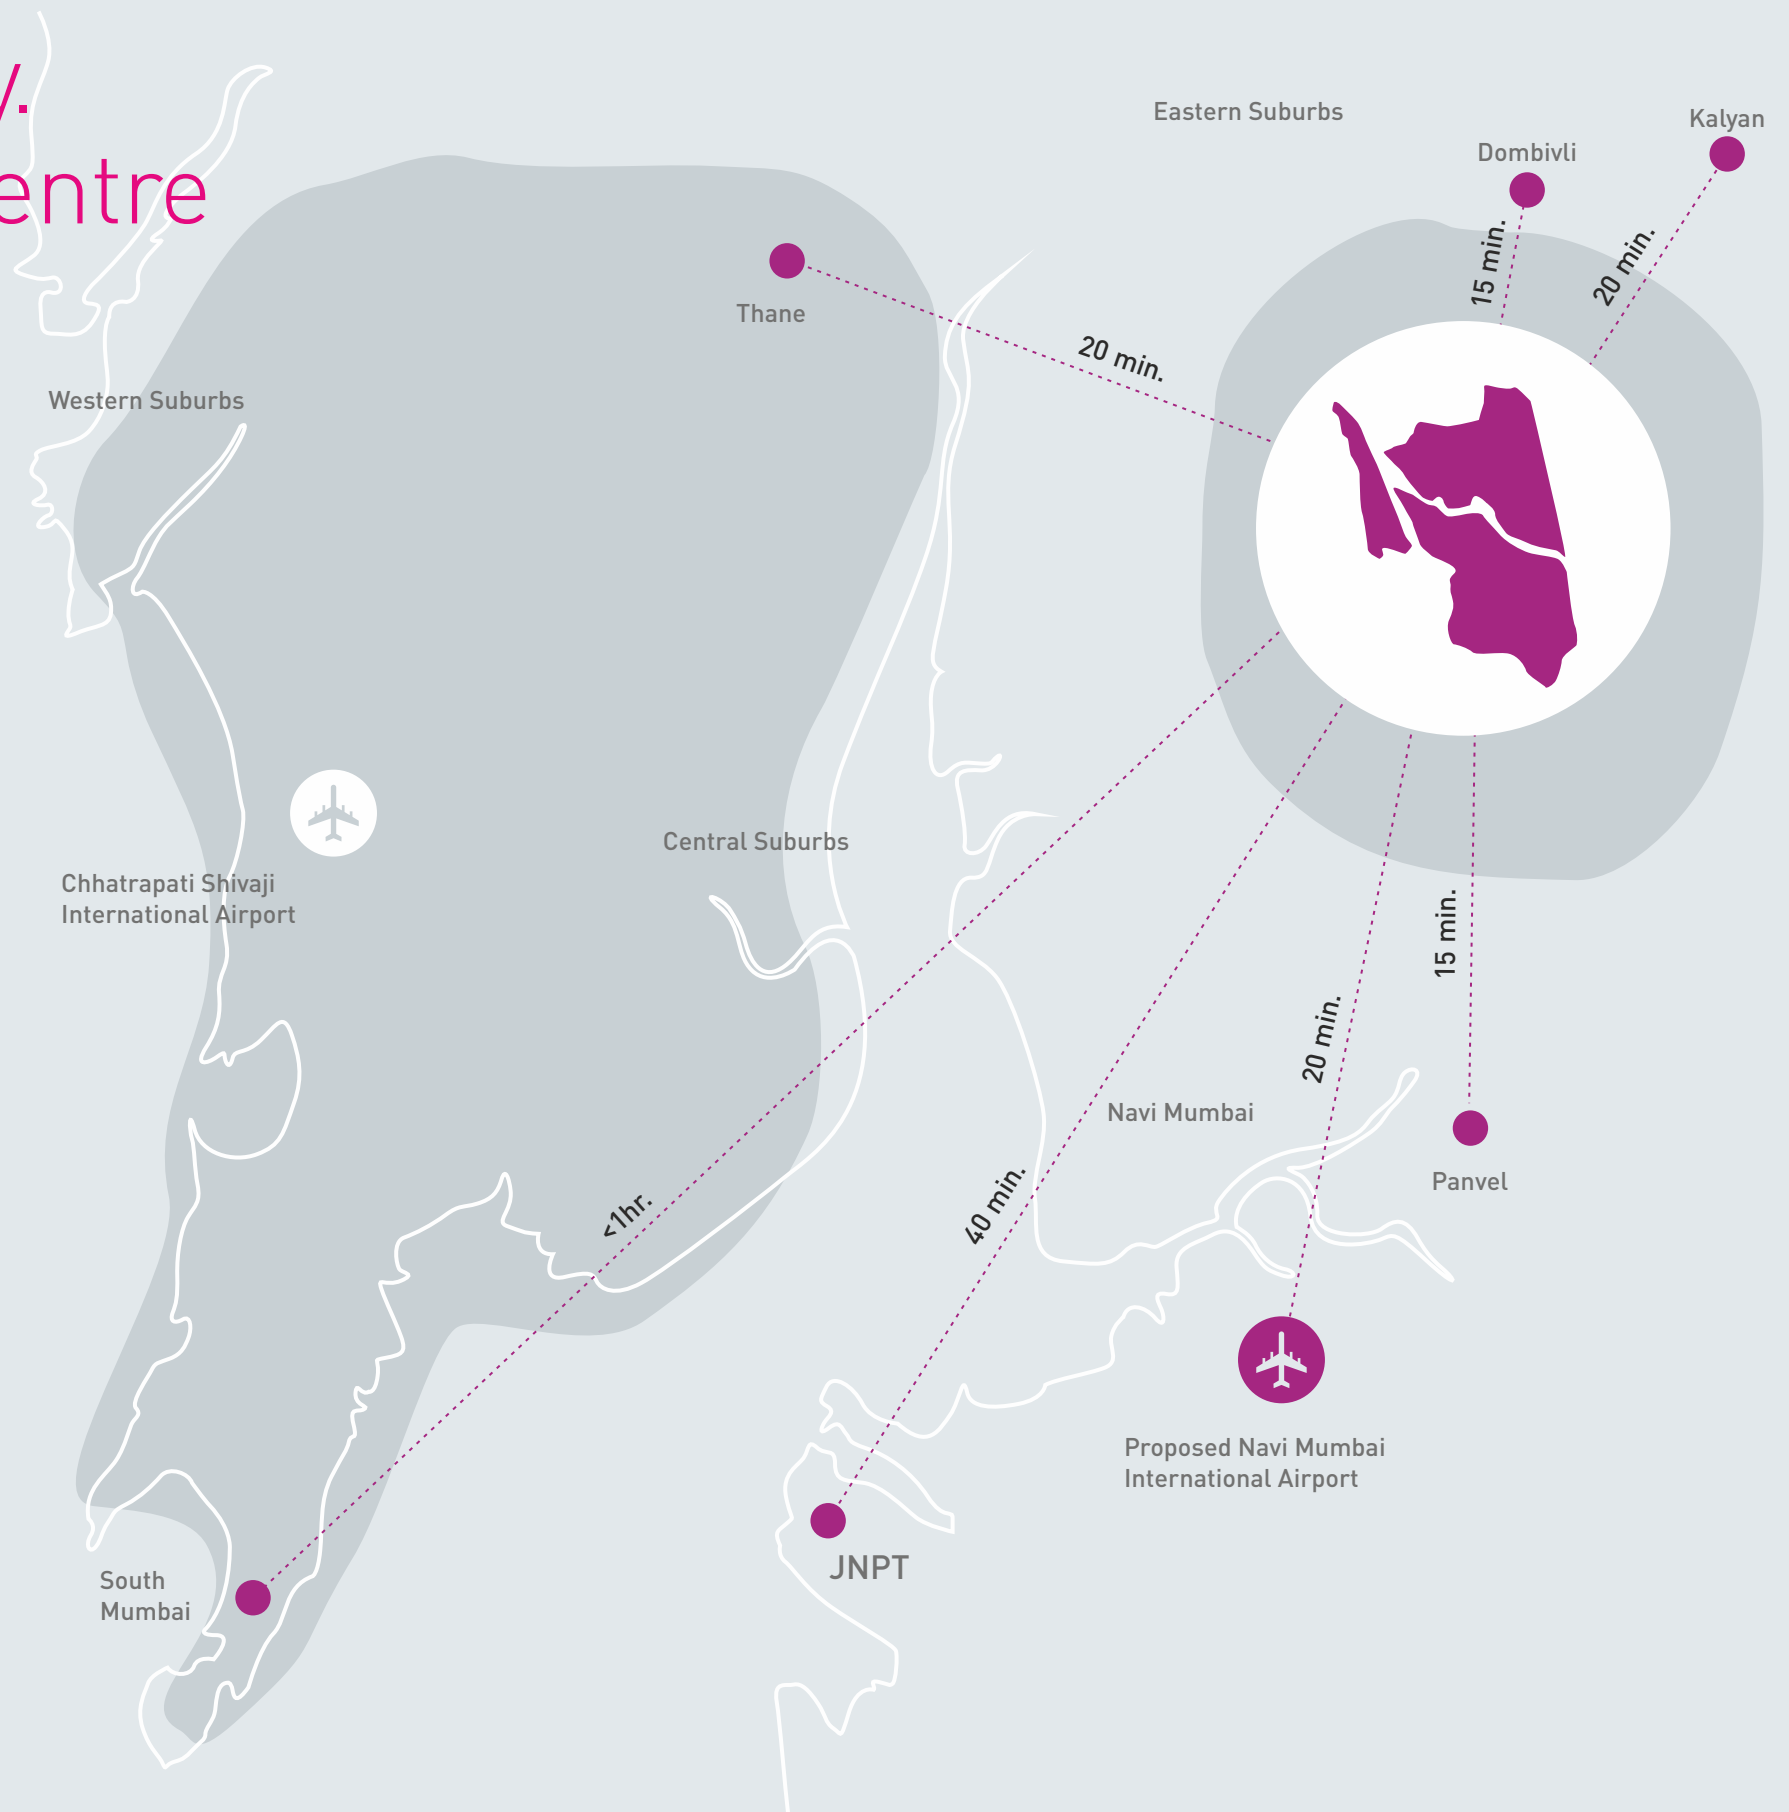 Eastern Suburbs
Kalyan
Dombivli
entre
15 min.
20 min.
Thane
20 min.
Western Suburbs
Central Suburbs
Chhatrapati Shivaji
International Airport
15 min.
20 min.
Navi Mumbai
40 min.
Panvel
<1hr.
Proposed Navi Mumbai
International Airport
JNPT
South
Mumbai